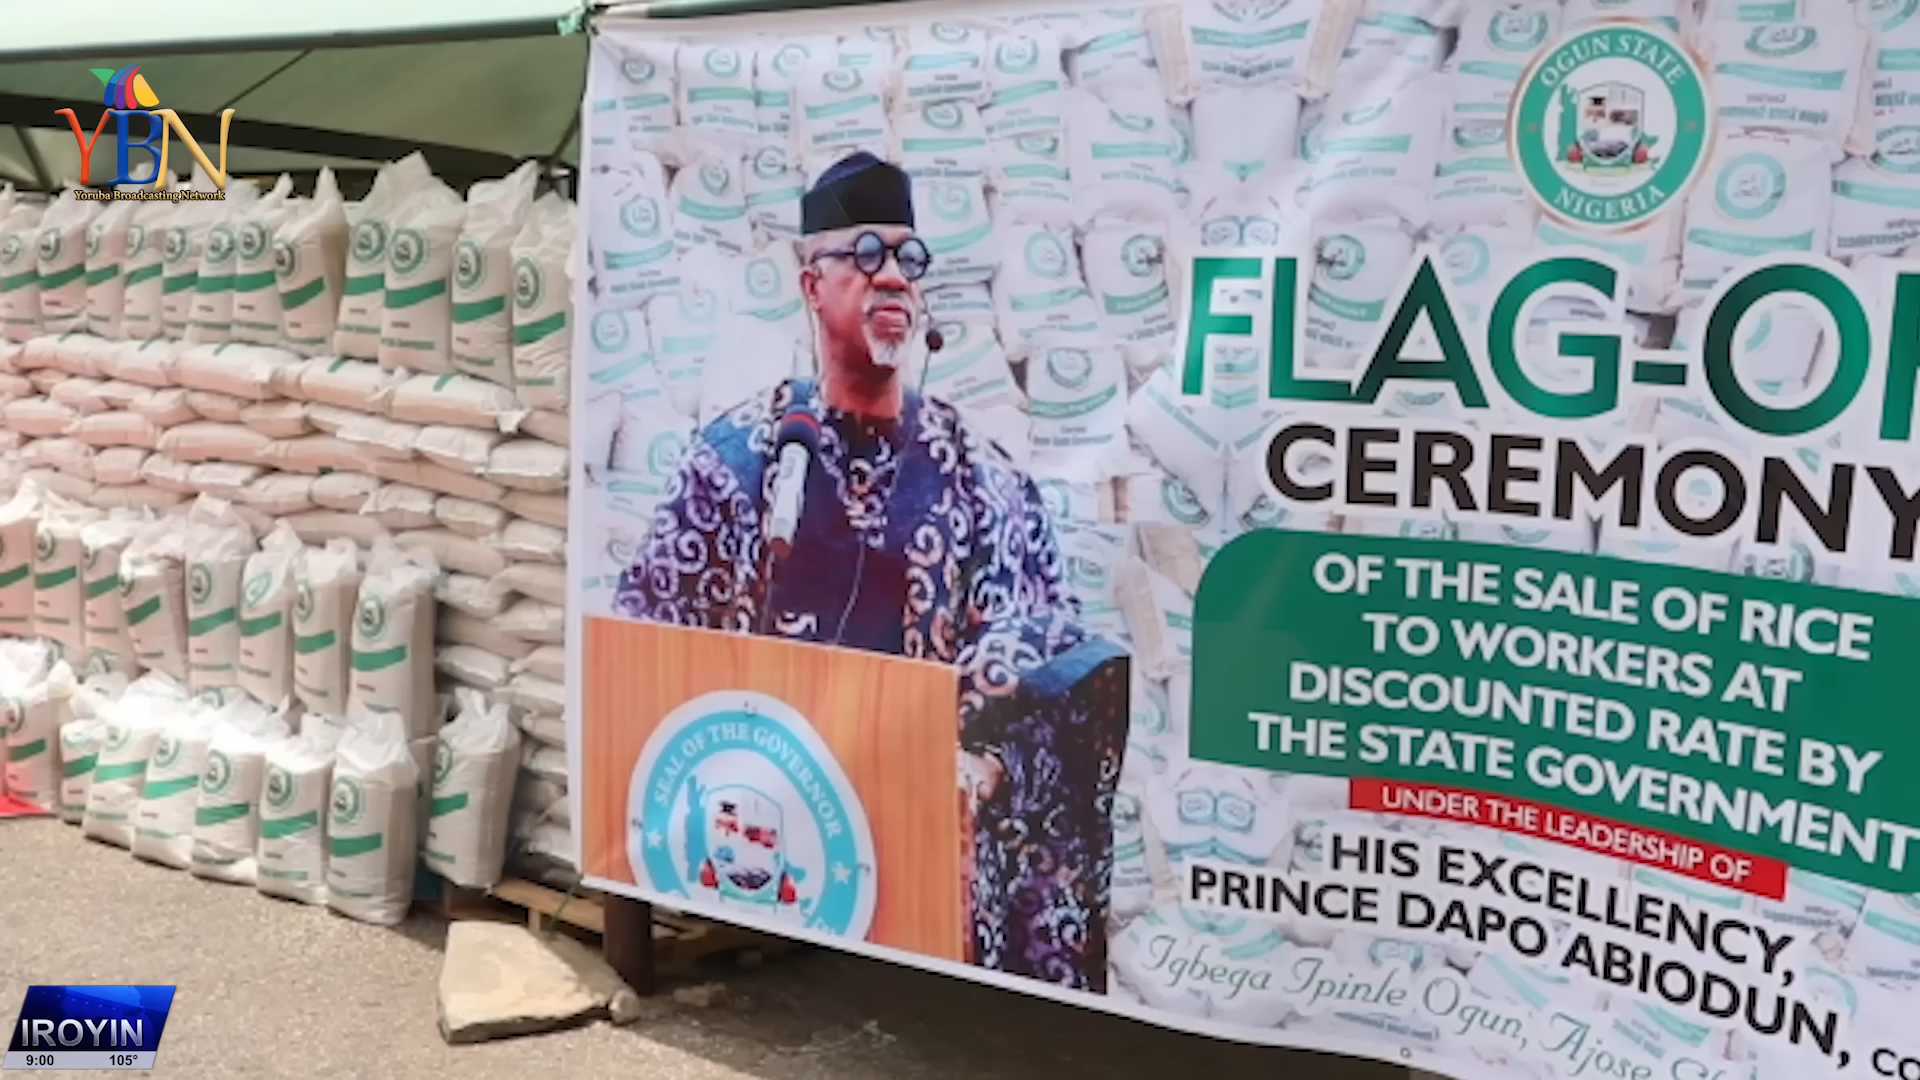 YBN
Yoruba Broadcasting Network
OGUN STATE
NIGERIA
FLAG-OF
CEREMONY
OF THE SALE OF RICE
TO WORKERS AT
DISCOUNTED RATE BY
THE STATE GOVERNMENT
UNDER THE LEADERSHIP OF
HIS EXCELLENCY,
PRINCE DAPO ABIODUN,
Igbega Ipinle Ogun, Ajose
SEAL OF THE GOVERNOR
IROYIN
9:00 105°